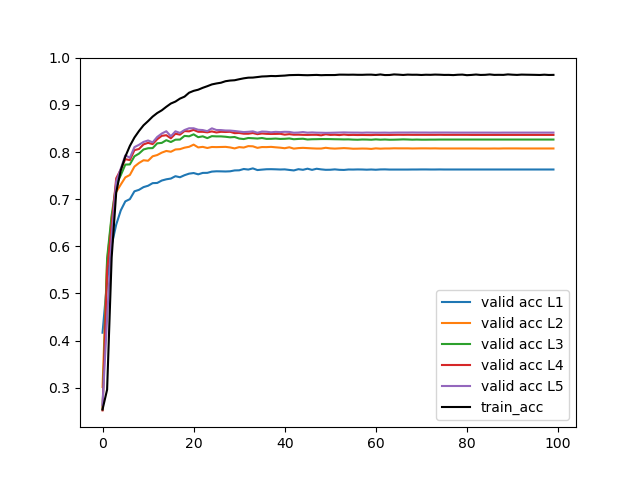 1.0
0.9
0.8
0.7
0.6
0.5
0.4
0.3
0 20 40 60 80 100
valid acc L1
valid acc L2
valid acc L3
valid acc L4
valid acc L5
train_acc